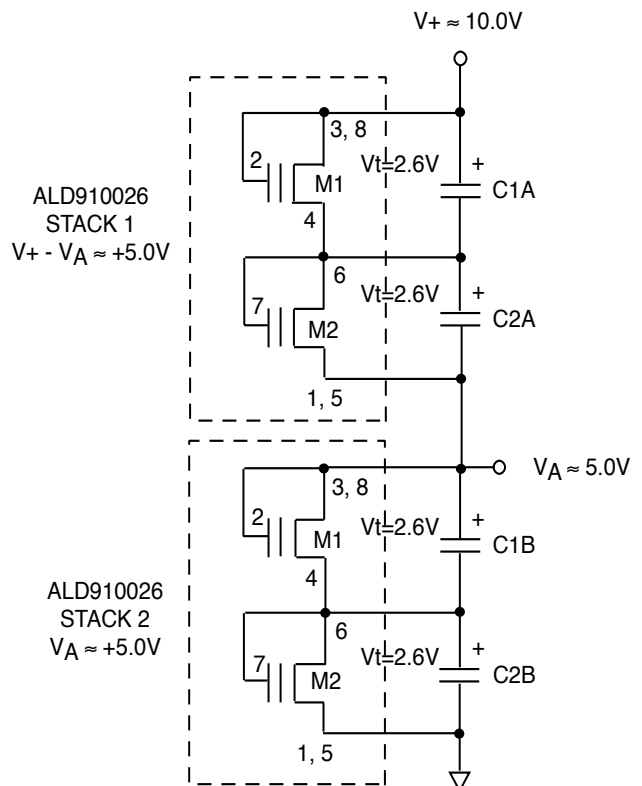 V+ ≈ 10.0V
3, 8
2
Vt=2.6V
+
M1
C1A
4
ALD910026
STACK 1
V+ - VA ≈ +5.0V
6
7
Vt=2.6V
+
M2
C2A
1, 5
VA ≈ 5.0V
3, 8
2
Vt=2.6V
+
M1
C1B
4
ALD910026
STACK 2
VA ≈ +5.0V
6
7
Vt=2.6V
+
M2
C2B
1, 5